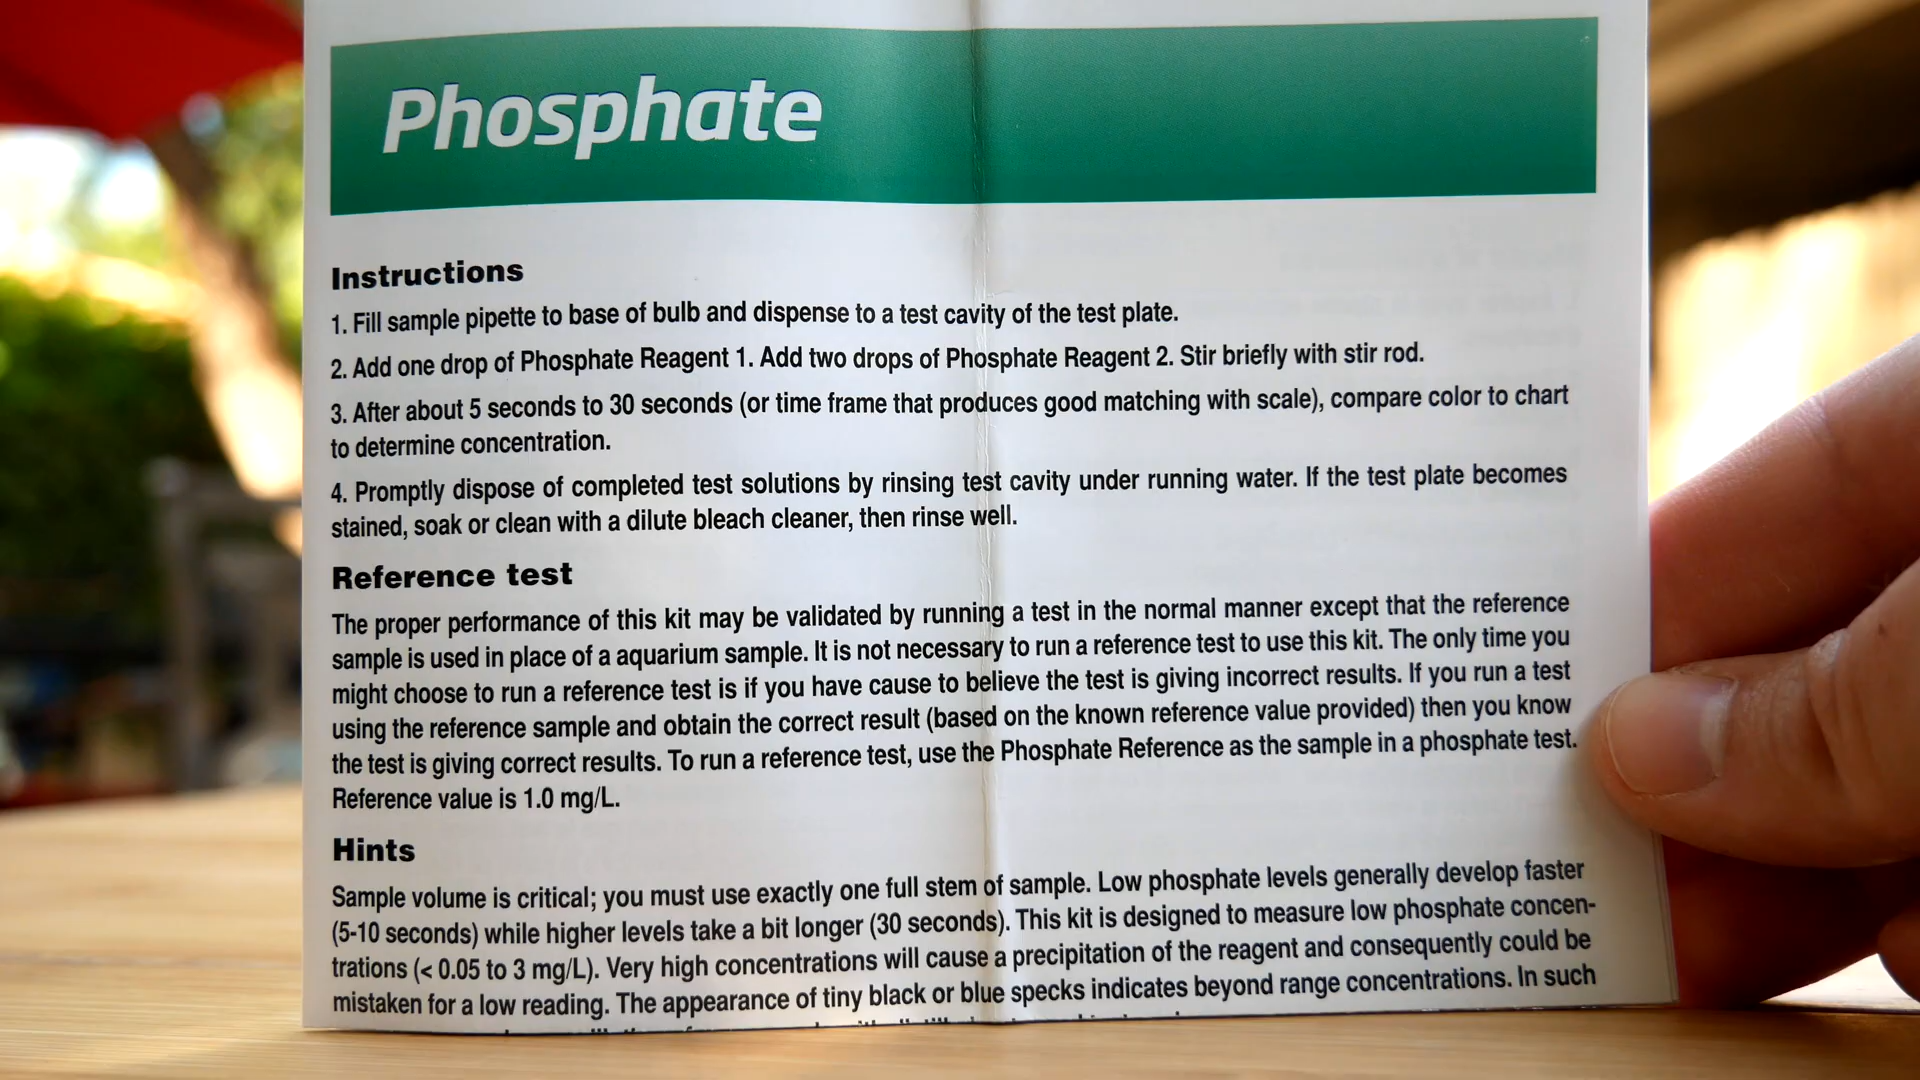 Phosphate
Instructions
1. Fill sample pipette to base of bulb and dispense to a test cavity of the test plate.
2. Add one drop of Phosphate Reagent 1. Add two drops of Phosphate Reagent 2. Stir briefly with stir rod.
3. After about 5 seconds to 30 seconds (or time frame that produces good matching with scale), compare color to chart
to determine concentration.
4. Promptly dispose of completed test solutions by rinsing test cavity under running water. If the test plate becomes
stained, soak or clean with a dilute bleach cleaner, then rinse well.
Reference test
The proper performance of this kit may be validated by running a test in the normal manner except that the reference
sample is used in place of a aquarium sample. It is not necessary to run a reference test to use this kit. The only time you
might choose to run a reference test is if you have cause to believe the test is giving incorrect results. If you run a test
using the reference sample and obtain the correct result (based on the known reference value provided) then you know
the test is giving correct results. To run a reference test, use the Phosphate Reference as the sample in a phosphate test.
Reference value is 1.0 mg/L.
Hints
Sample volume is critical; you must use exactly one full stem of sample. Low phosphate levels generally develop faster
(5-10 seconds) while higher levels take a bit longer (30 seconds). This kit is designed to measure low phosphate concen-
trations (< 0.05 to 3 mg/L). Very high concentrations will cause a precipitation of the reagent and consequently could be
mistaken for a low reading. The appearance of tiny black or blue specks indicates beyond range concentrations. In such